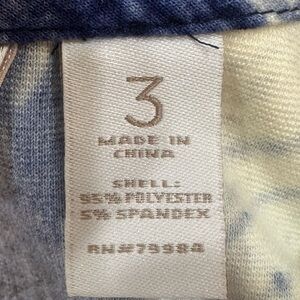 3
MADE IN
CHINA
SHELL:
95% POLYESTER
5% SPANDEX
RN#79984